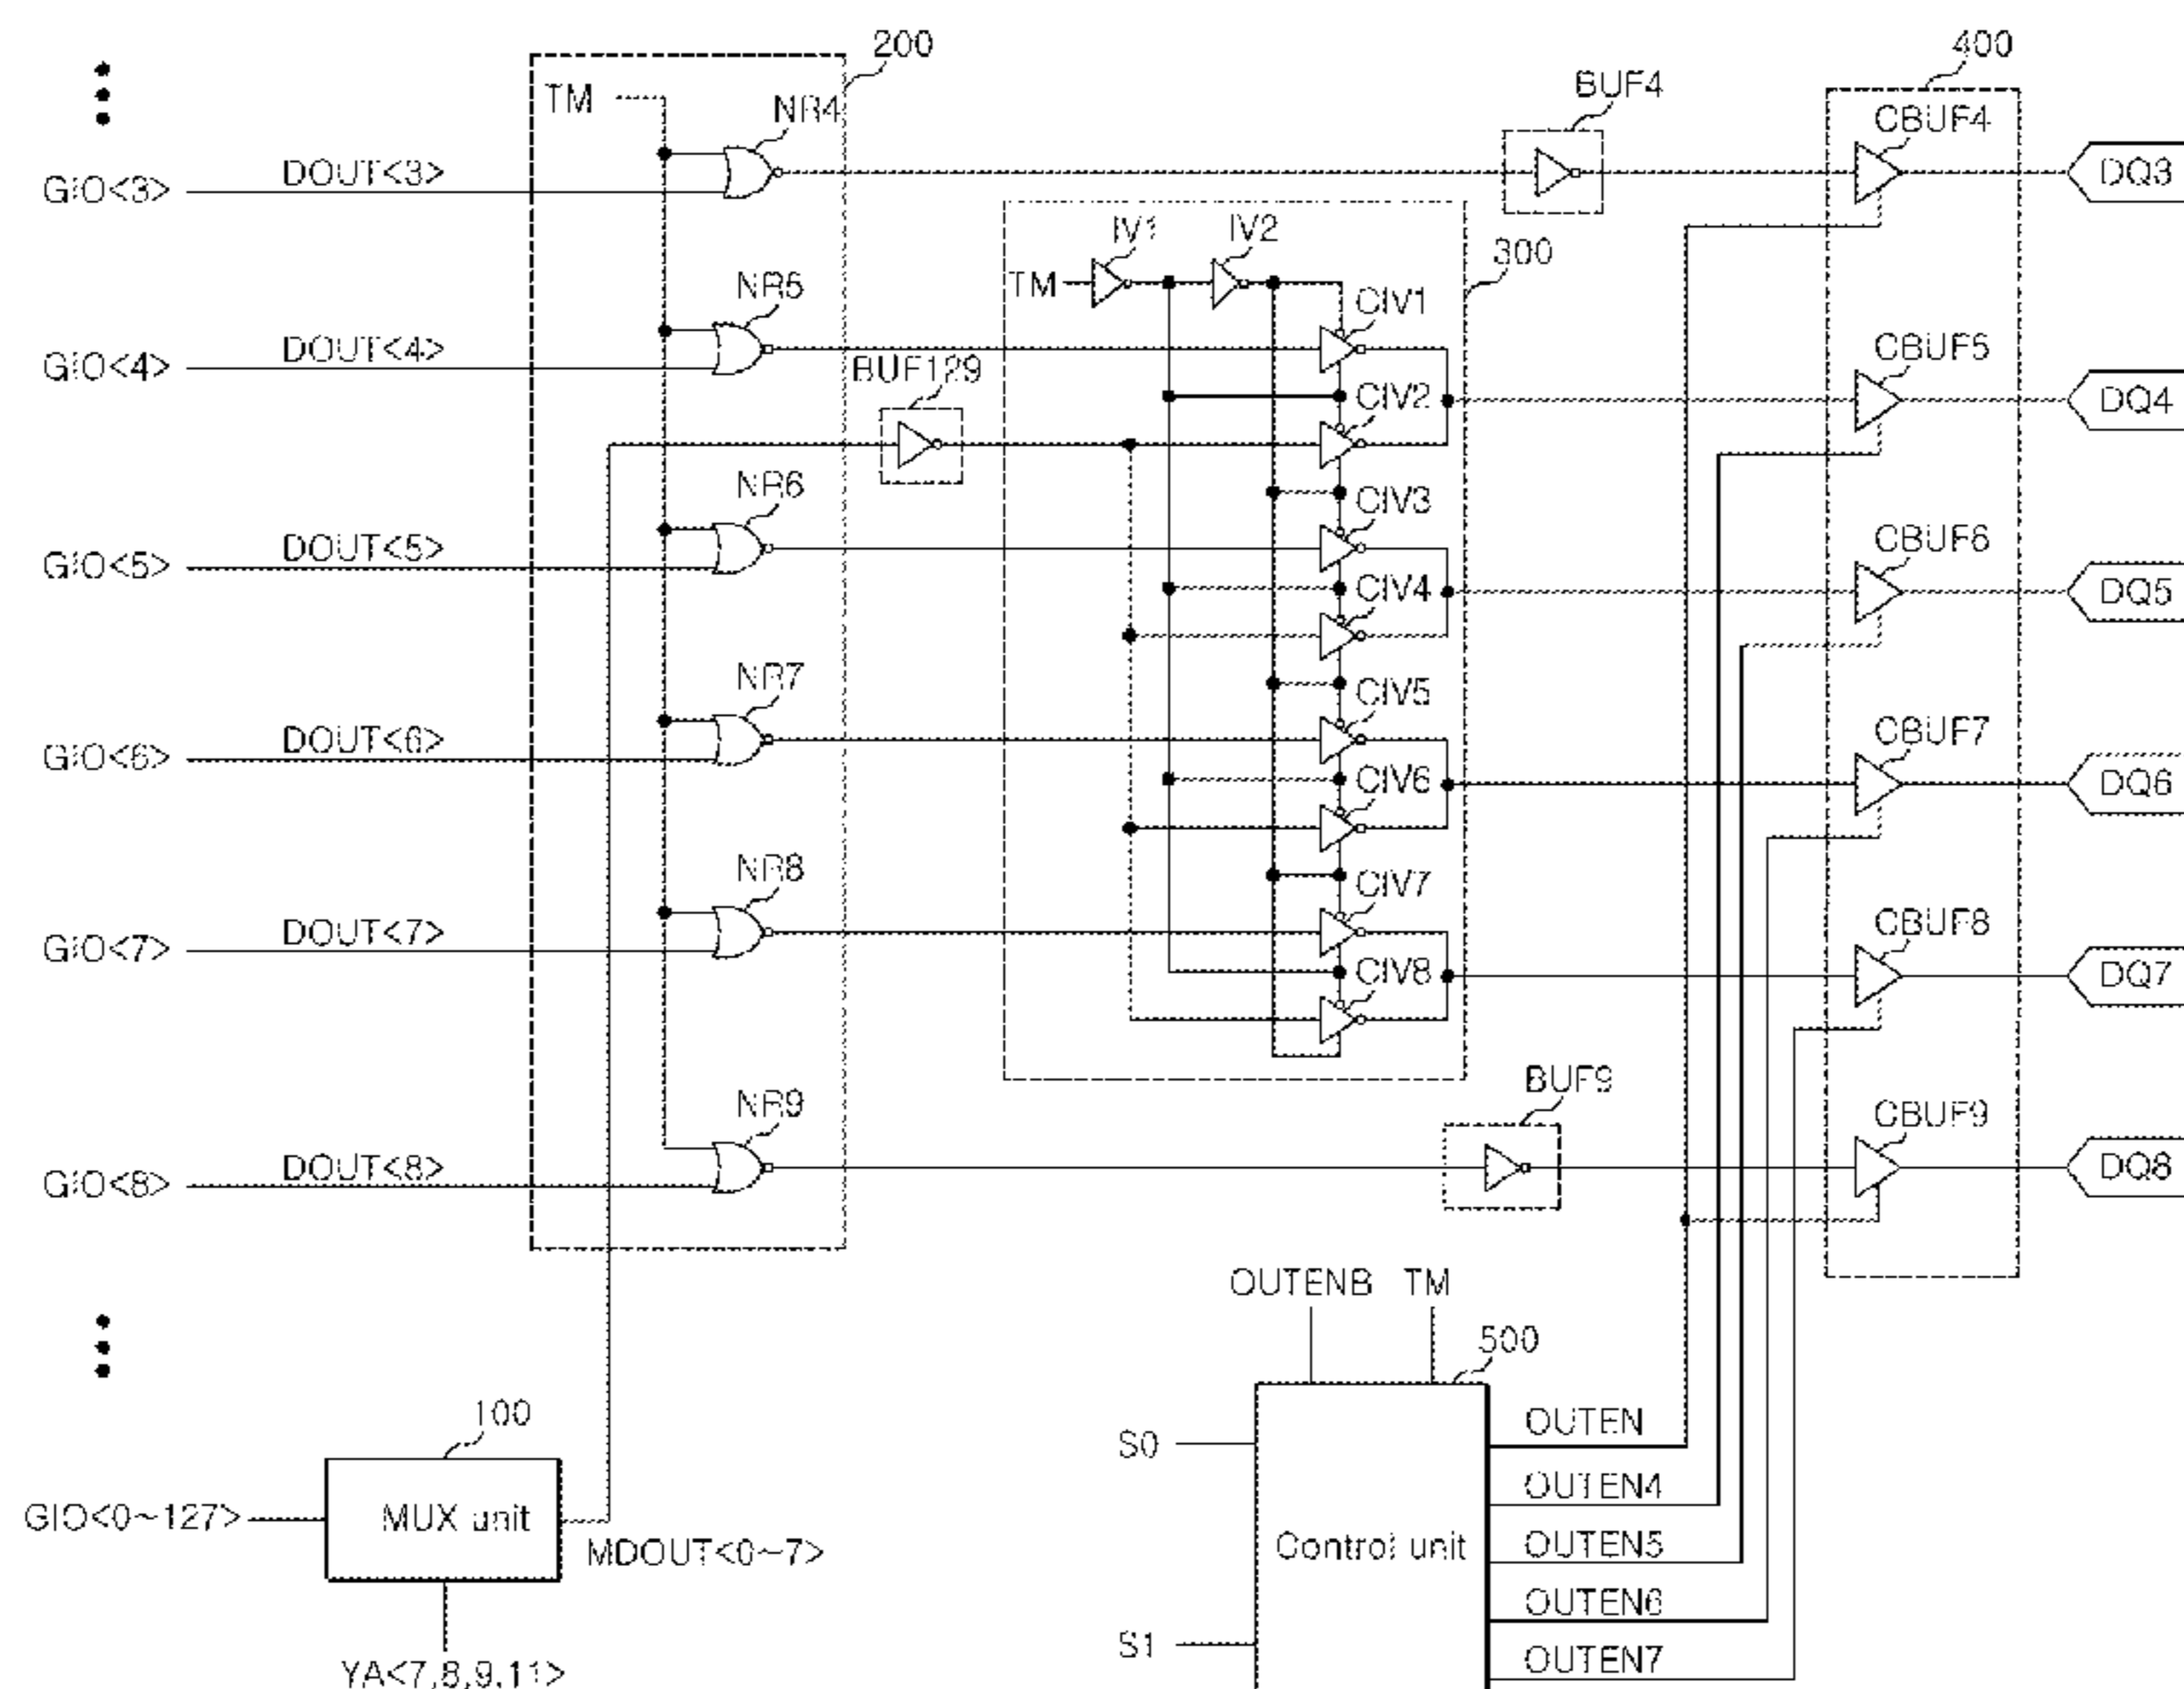 200
TM
NR4
BUF4
400
CBUF4
GIO<3>
DOUT<3>
DQ3
IV1
IV2
300
TM
NR5
CIV1
GIO<4>
DOUT<4>
BUF129
CIV2
CBUF5
DQ4
NR6
CIV3
GIO<5>
DOUT<5>
CIV4
CBUF6
DQ5
NR7
CIV5
GIO<6>
DOUT<6>
CIV6
CBUF7
DQ6
NR8
CIV7
GIO<7>
DOUT<7>
CIV8
CBUF8
DQ7
NR9
BUF9
CBUF9
GIO<8>
DOUT<8>
DQ8
OUTENB TM
500
100
S0
OUTEN
GIO<0~127>
MUX unit
MDOUT<0~7>
OUTEN4
Control unit
OUTEN5
OUTEN6
S1
OUTEN7
YA<7,8,9,11>